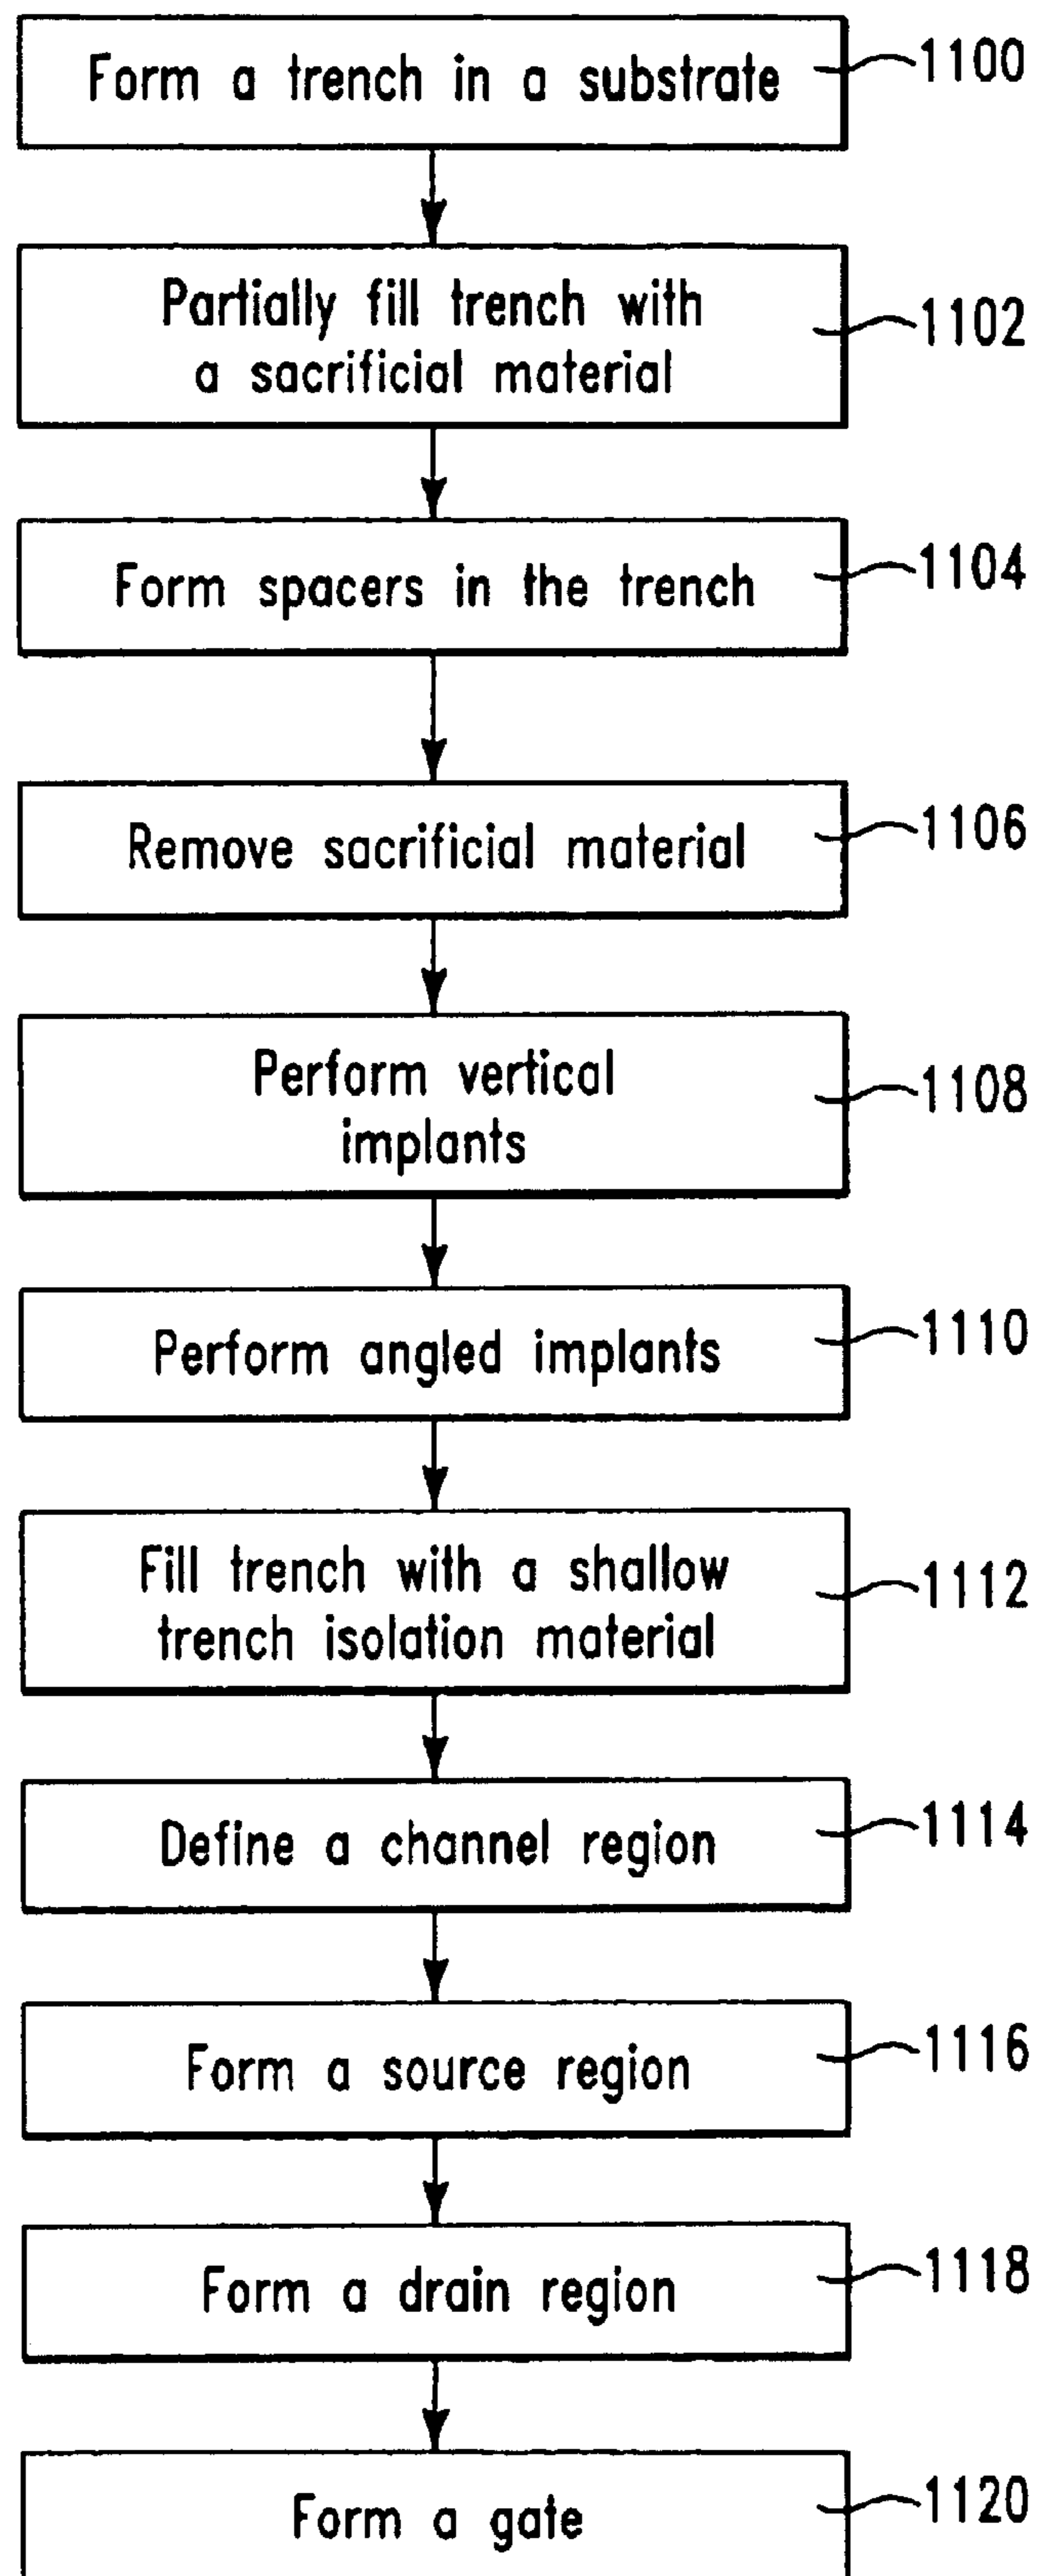 Form a trench in a substrate
1100
Partially fill trench with
a sacrificial material
1102
Form spacers in the trench
1104
Remove sacrificial material
1106
Perform vertical
implants
1108
Perform angled implants
1110
Fill trench with a shallow
trench isolation material
1112
Define a channel region
1114
Form a source region
1116
Form a drain region
1118
Form a gate
1120